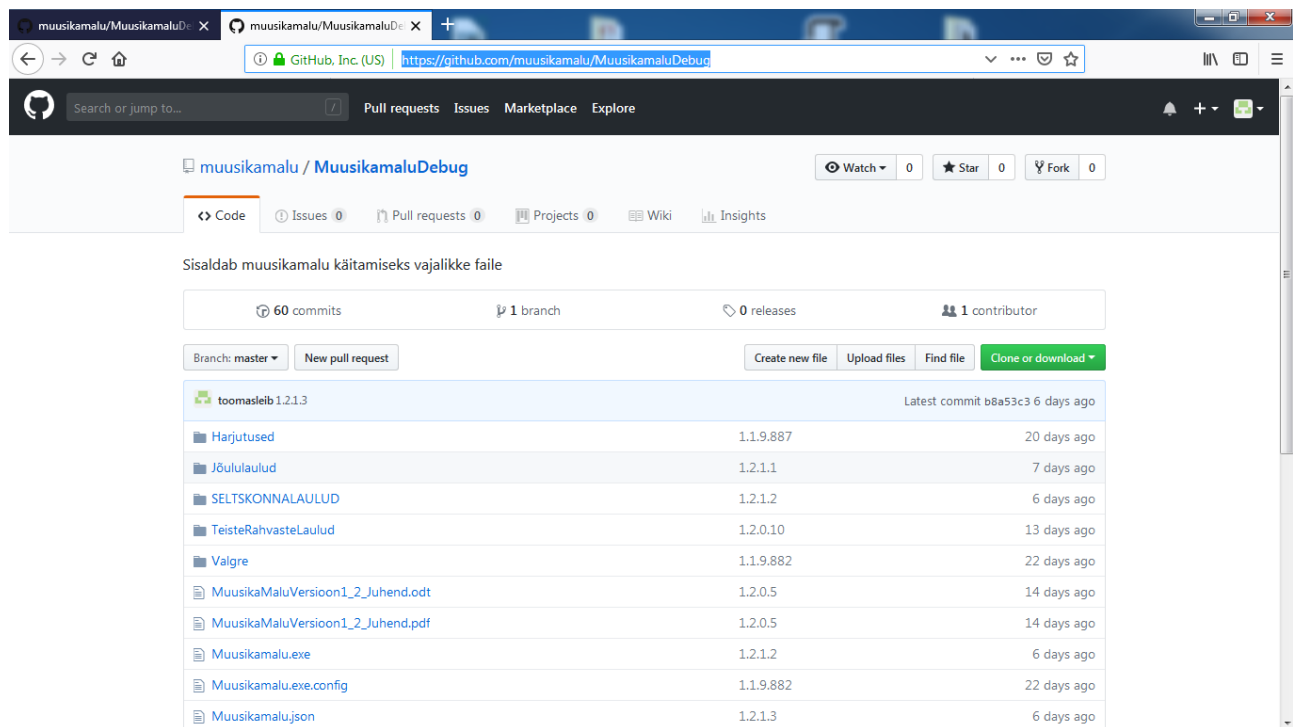 muusikamalu/MuusikamaluDe
muusikamalu/MuusikamaluDe
GitHub, Inc. (US) https://github.com/muusikamalu/MuusikamaluDebug
Search or jump to... /
Pull requests Issues Marketplace Explore
muusikamalu / MuusikamaluDebug
Watch 0 Star 0 Fork 0
Code Issues 0 Pull requests 0 Projects 0 Wiki Insights
Sisaldab muusikamalu käitamiseks vajalikke faile
60 commits 1 branch 0 releases 1 contributor
Branch: master New pull request Create new file Upload files Find file Clone or download
toomasleib 1.2.1.3 Latest commit b8a53c3 6 days ago
Harjutused 1.1.9.887 20 days ago
Jõululaulud 1.2.1.1 7 days ago
SELTSKONNALAULUD 1.2.1.2 6 days ago
TeisteRahvasteLaulud 1.2.0.10 13 days ago
Valgre 1.1.9.882 22 days ago
MuusikaMaluVersioon1_2_Juhend.odt 1.2.0.5 14 days ago
MuusikaMaluVersioon1_2_Juhend.pdf 1.2.0.5 14 days ago
Muusikamalu.exe 1.2.1.2 6 days ago
Muusikamalu.exe.config 1.1.9.882 22 days ago
Muusikamalu.json 1.2.1.3 6 days ago